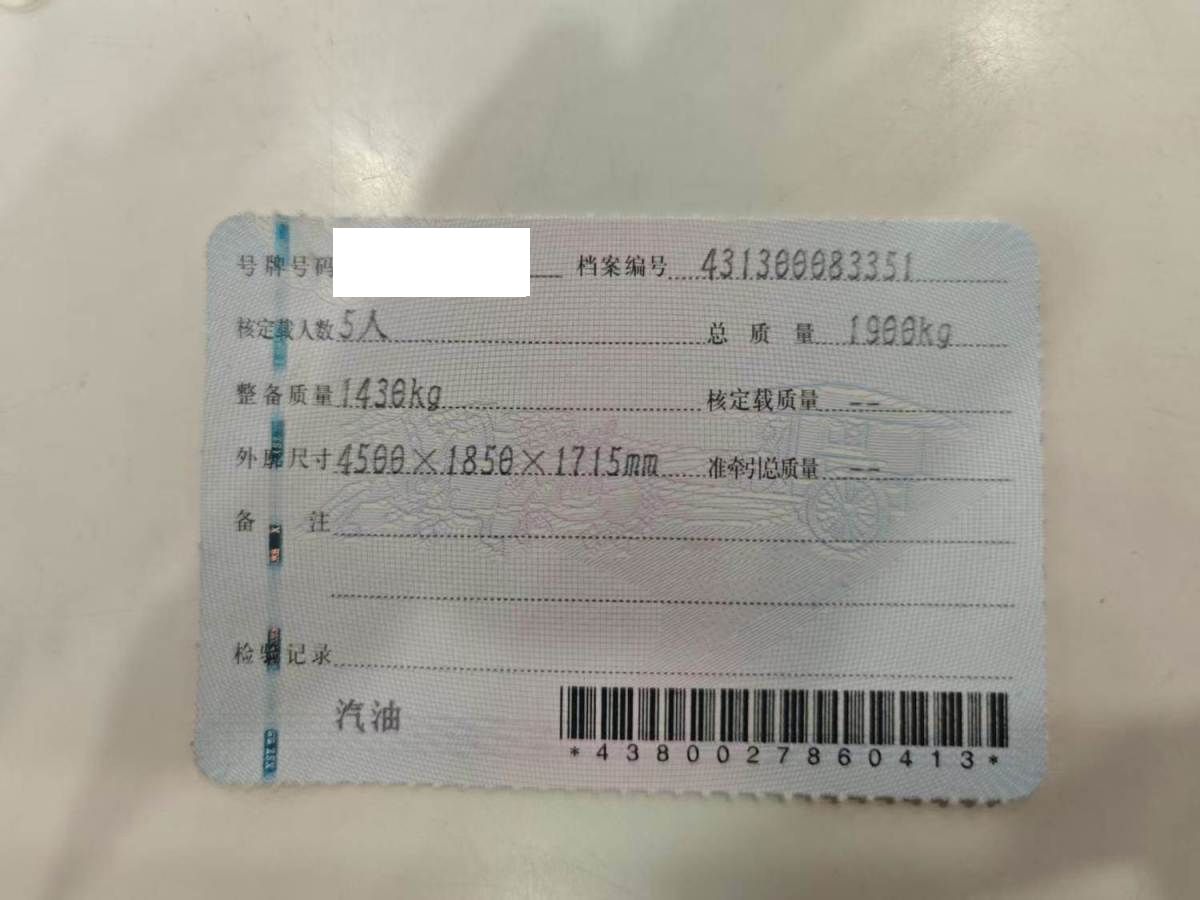 号牌号码 档案编号 431300083351
核定载人数 5人 总质量 1900kg
整备质量 1430kg 核定载质量 --
外廓尺寸 4500×1850×1715mm 准牵引总质量 --
备注
检验记录
汽油
*4380027860413*